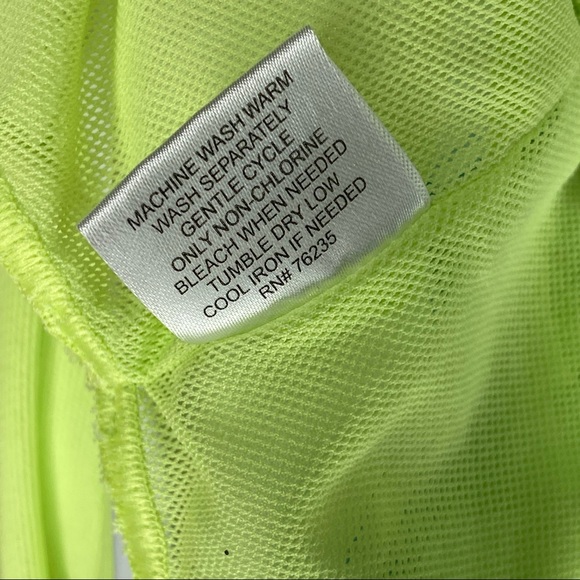 MACHINE WASH WARM
WASH SEPARATELY
GENTLE CYCLE
ONLY NON-CHLORINE
BLEACH WHEN NEEDED
TUMBLE DRY LOW
COOL IRON IF NEEDED
RN# 76235